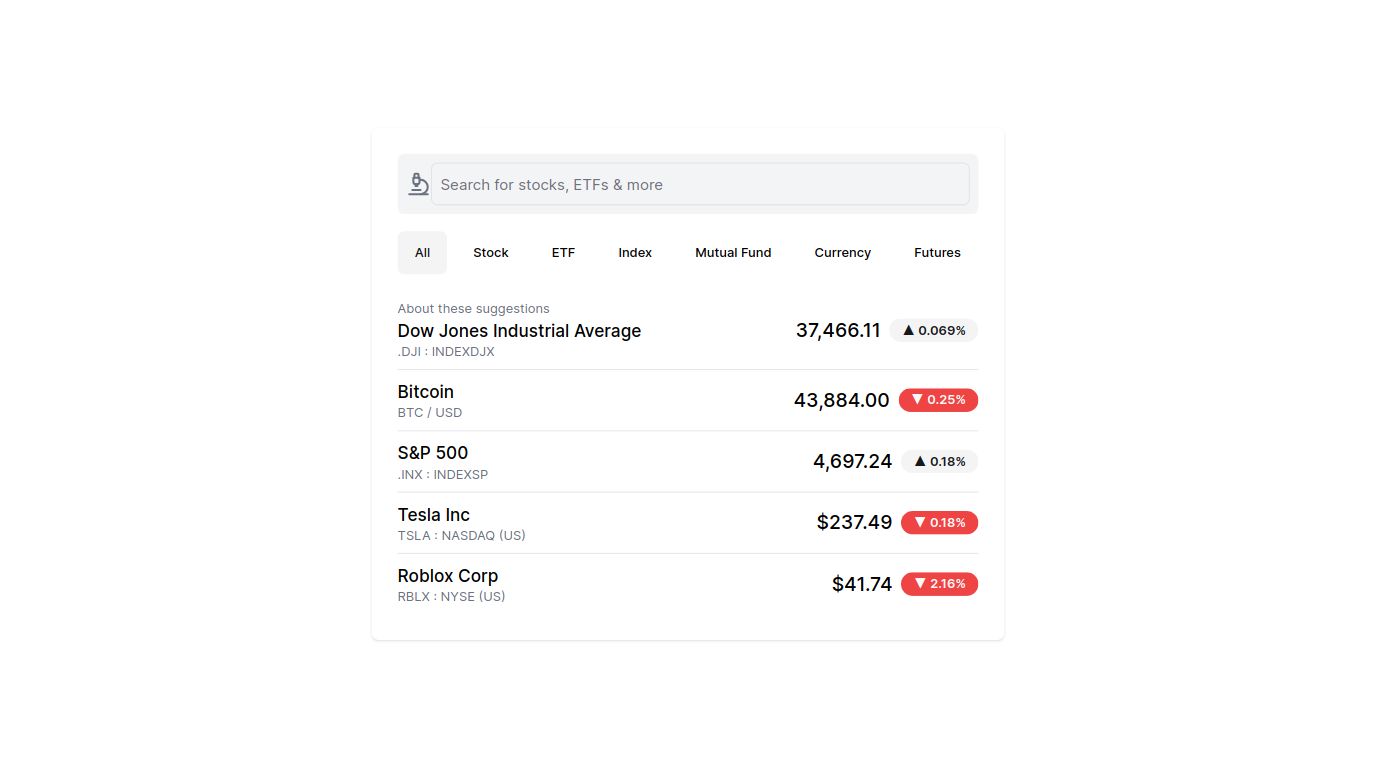 Search for stocks, ETFs & more
All Stock ETF Index Mutual Fund Currency Futures
About these suggestions
Dow Jones Industrial Average 37,466.11 ▲ 0.069%
.DJI : INDEXDJX
Bitcoin 43,884.00 ▼ 0.25%
BTC / USD
S&P 500 4,697.24 ▲ 0.18%
.INX : INDEXSP
Tesla Inc $237.49 ▼ 0.18%
TSLA : NASDAQ (US)
Roblox Corp $41.74 ▼ 2.16%
RBLX : NYSE (US)